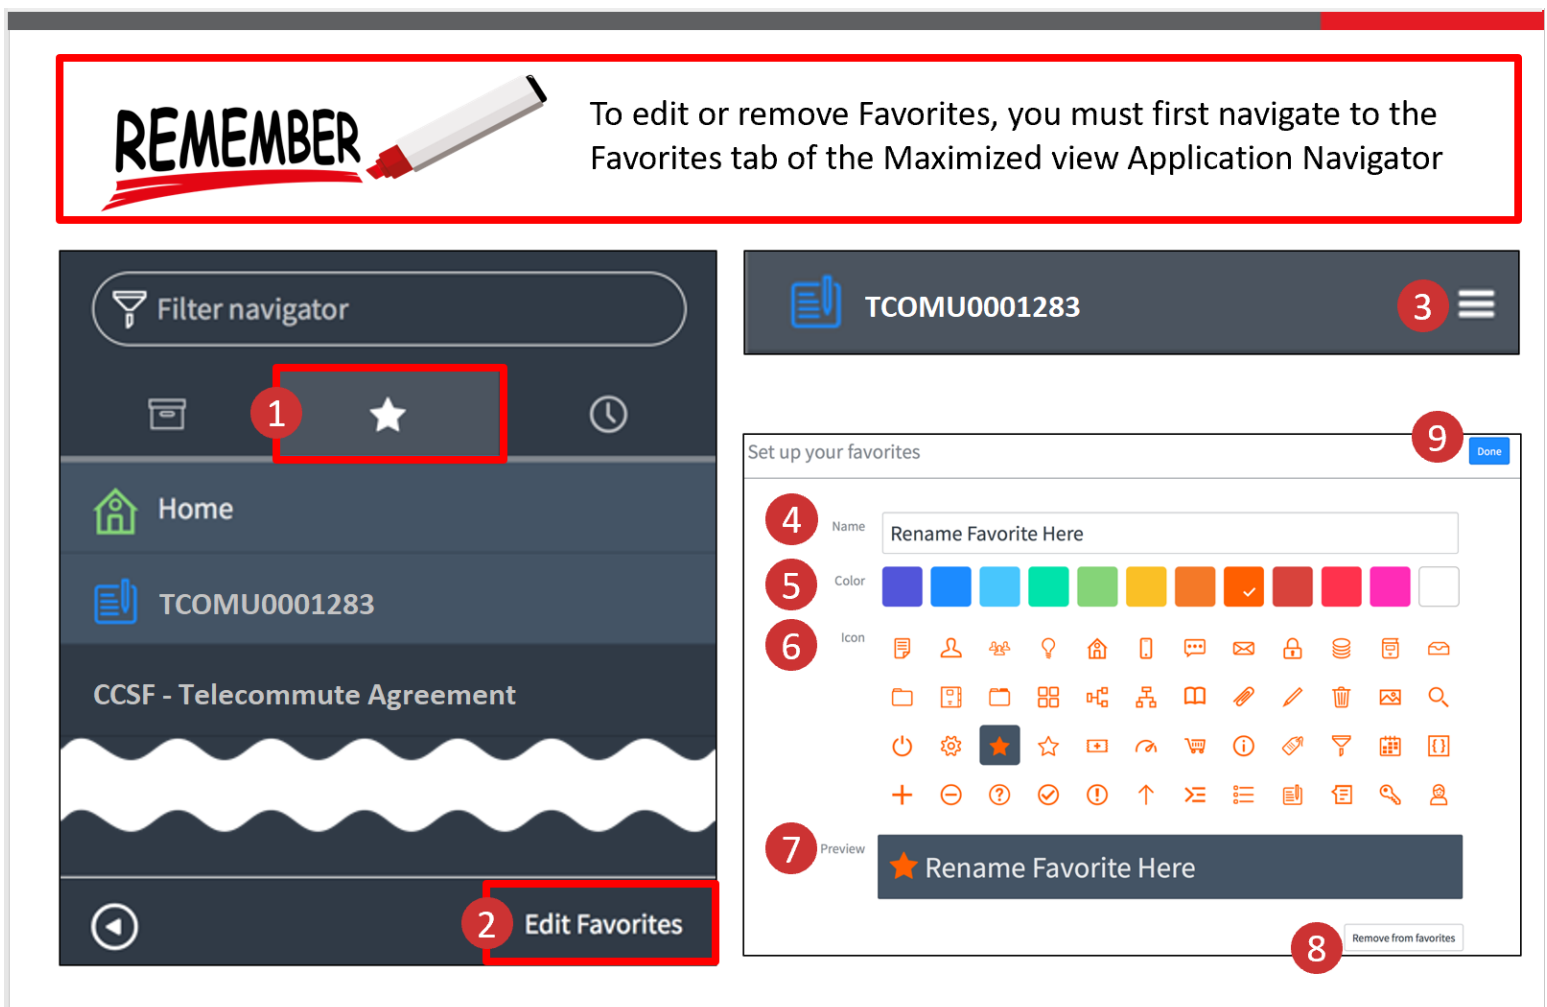 REMEMBER
To edit or remove Favorites, you must first navigate to the
Favorites tab of the Maximized view Application Navigator
Filter navigator
1
Home
TCOMU0001283
CCSF - Telecommute Agreement
2 Edit Favorites
TCOMU0001283 3
Set up your favorites 9 Done
4 Name Rename Favorite Here
5 Color
6 Icon
7 Preview Rename Favorite Here
8 Remove from favorites